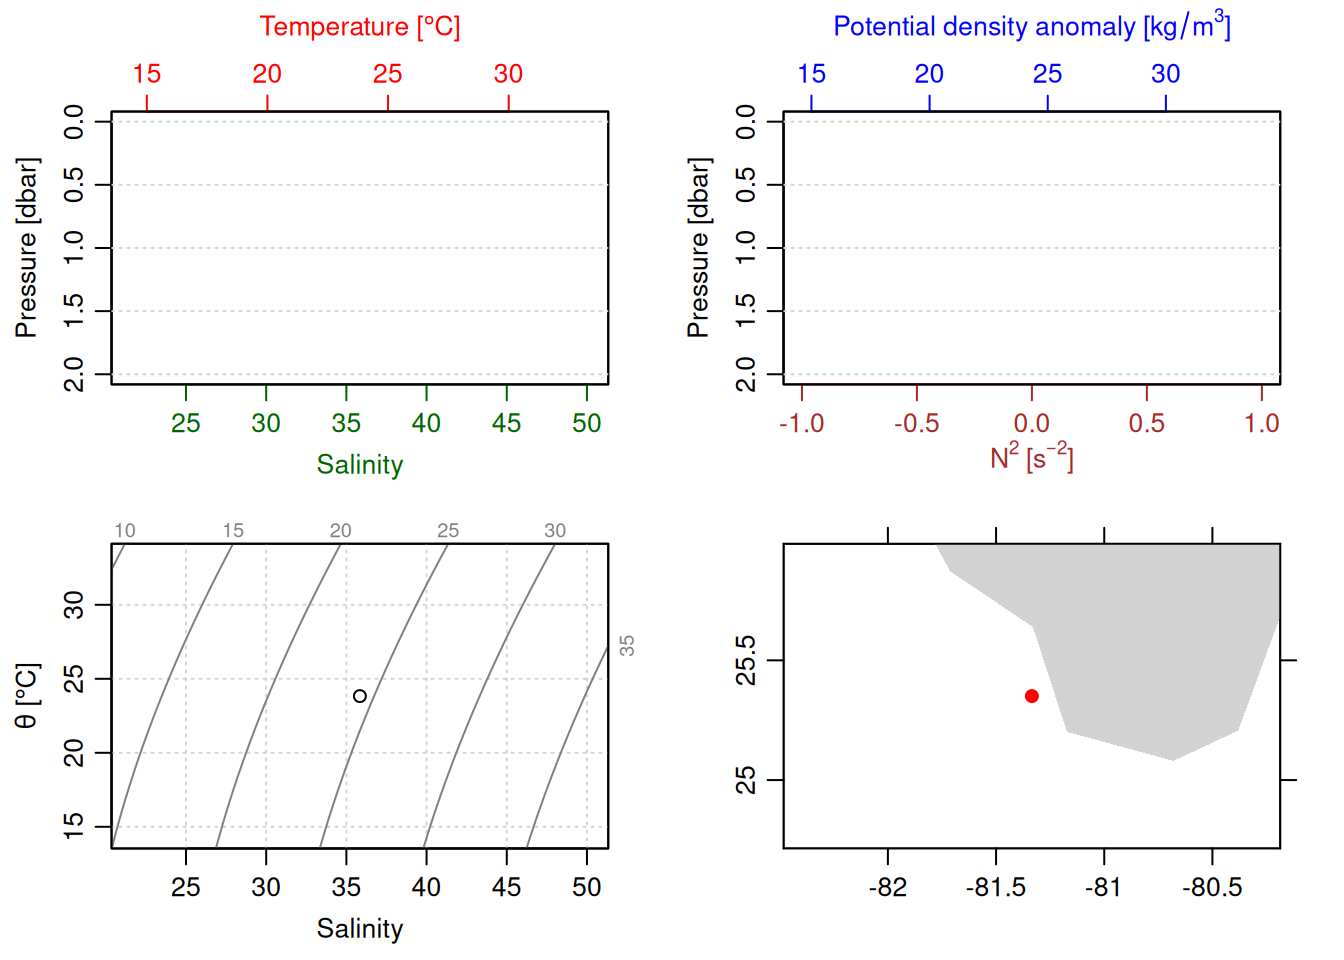 Temperature [°C]
15 20 25 30
Pressure [dbar]
0.0 0.5 1.0 1.5 2.0
25 30 35 40 45 50
Salinity
Potential density anomaly [kg/m³]
15 20 25 30
Pressure [dbar]
0.0 0.5 1.0 1.5 2.0
-1.0 -0.5 0.0 0.5 1.0
N² [s⁻²]
10 15 20 25 30
35
θ [°C]
30 25 20 15
25 30 35 40 45 50
Salinity
25.5
25
-82 -81.5 -81 -80.5